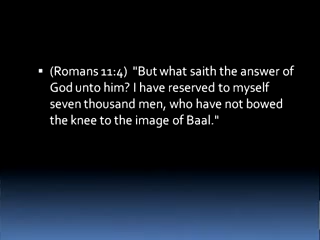 ▪ (Romans 11:4) "But what saith the answer of
God unto him? I have reserved to myself
seven thousand men, who have not bowed
the knee to the image of Baal."